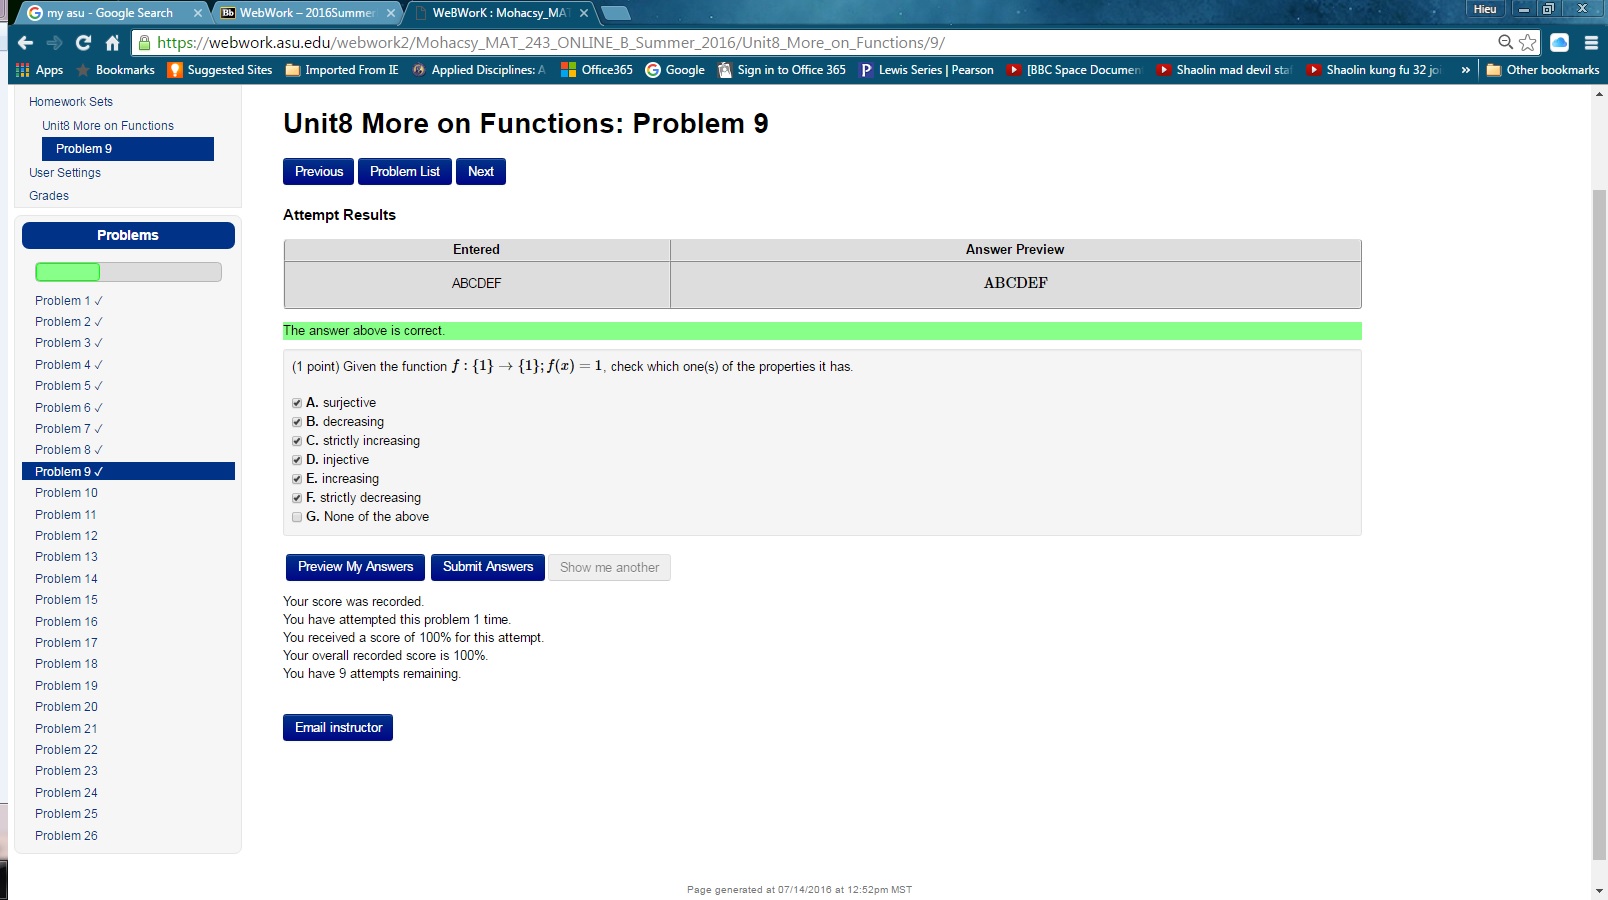 my asu - Google Search
WebWork – 2016Summer
WeBWorK : Mohacsy_MAT
Hieu
https://webwork.asu.edu/webwork2/Mohacsy_MAT_243_ONLINE_B_Summer_2016/Unit8_More_on_Functions/9/
Apps Bookmarks Suggested Sites Imported From IE Applied Disciplines: A Office365 Google Sign in to Office 365 Lewis Series | Pearson [BBC Space Documen Shaolin mad devil sta Shaolin kung fu 32 joi » Other bookmarks
Homework Sets
Unit8 More on Functions
Problem 9
User Settings
Grades
Problems
Problem 1 ✓
Problem 2 ✓
Problem 3 ✓
Problem 4 ✓
Problem 5 ✓
Problem 6 ✓
Problem 7 ✓
Problem 8 ✓
Problem 9 ✓
Problem 10
Problem 11
Problem 12
Problem 13
Problem 14
Problem 15
Problem 16
Problem 17
Problem 18
Problem 19
Problem 20
Problem 21
Problem 22
Problem 23
Problem 24
Problem 25
Problem 26
Unit8 More on Functions: Problem 9
Previous Problem List Next
Attempt Results
Entered Answer Preview
ABCDEF ABCDEF
The answer above is correct.
(1 point) Given the function f : {1} → {1}; f(x) = 1, check which one(s) of the properties it has.
A. surjective
B. decreasing
C. strictly increasing
D. injective
E. increasing
F. strictly decreasing
G. None of the above
Preview My Answers Submit Answers Show me another
Your score was recorded.
You have attempted this problem 1 time.
You received a score of 100% for this attempt.
Your overall recorded score is 100%.
You have 9 attempts remaining.
Email instructor
Page generated at 07/14/2016 at 12:52pm MST